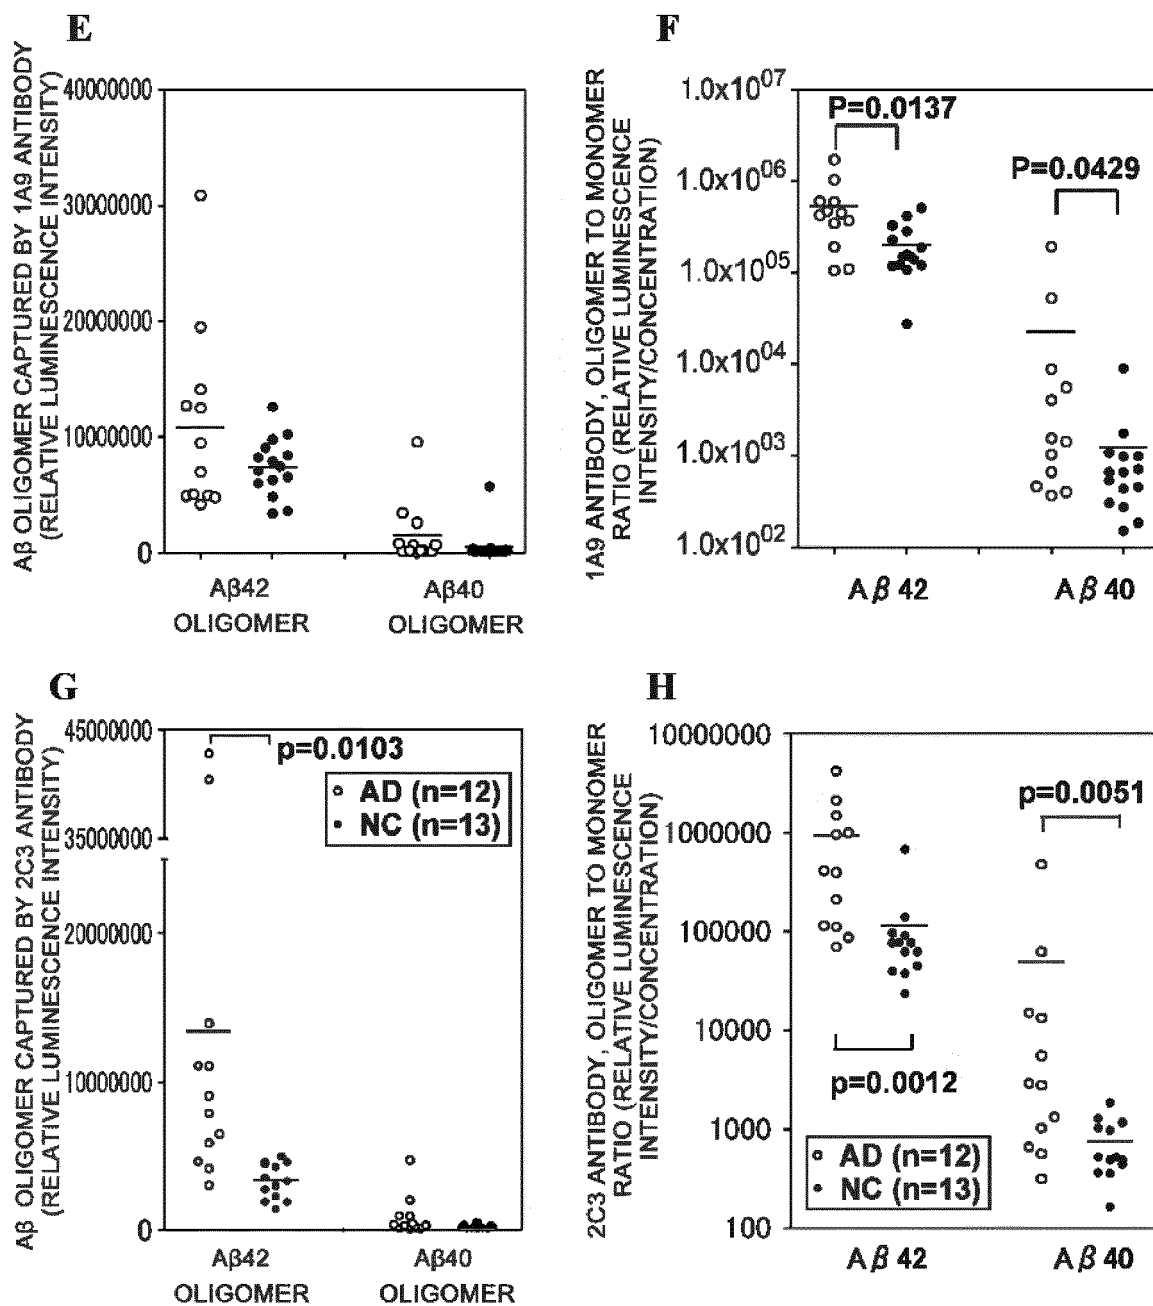 E
Aβ OLIGOMER CAPTURED BY 1A9 ANTIBODY
(RELATIVE LUMINESCENCE INTENSITY)
40000000
30000000
20000000
10000000
0
Aβ42
OLIGOMER
Aβ40
OLIGOMER
F
1A9 ANTIBODY, OLIGOMER TO MONOMER
RATIO (RELATIVE LUMINESCENCE
INTENSITY/CONCENTRATION)
1.0x10^07
1.0x10^06
1.0x10^05
1.0x10^04
1.0x10^03
1.0x10^02
P=0.0137
P=0.0429
Aβ 42
Aβ 40
G
Aβ OLIGOMER CAPTURED BY 2C3 ANTIBODY
(RELATIVE LUMINESCENCE INTENSITY)
45000000
35000000
20000000
10000000
0
p=0.0103
AD (n=12)
NC (n=13)
Aβ42
OLIGOMER
Aβ40
OLIGOMER
H
2C3 ANTIBODY, OLIGOMER TO MONOMER
RATIO (RELATIVE LUMINESCENCE
INTENSITY/CONCENTRATION)
10000000
1000000
100000
10000
1000
100
p=0.0051
p=0.0012
AD (n=12)
NC (n=13)
Aβ 42
Aβ 40